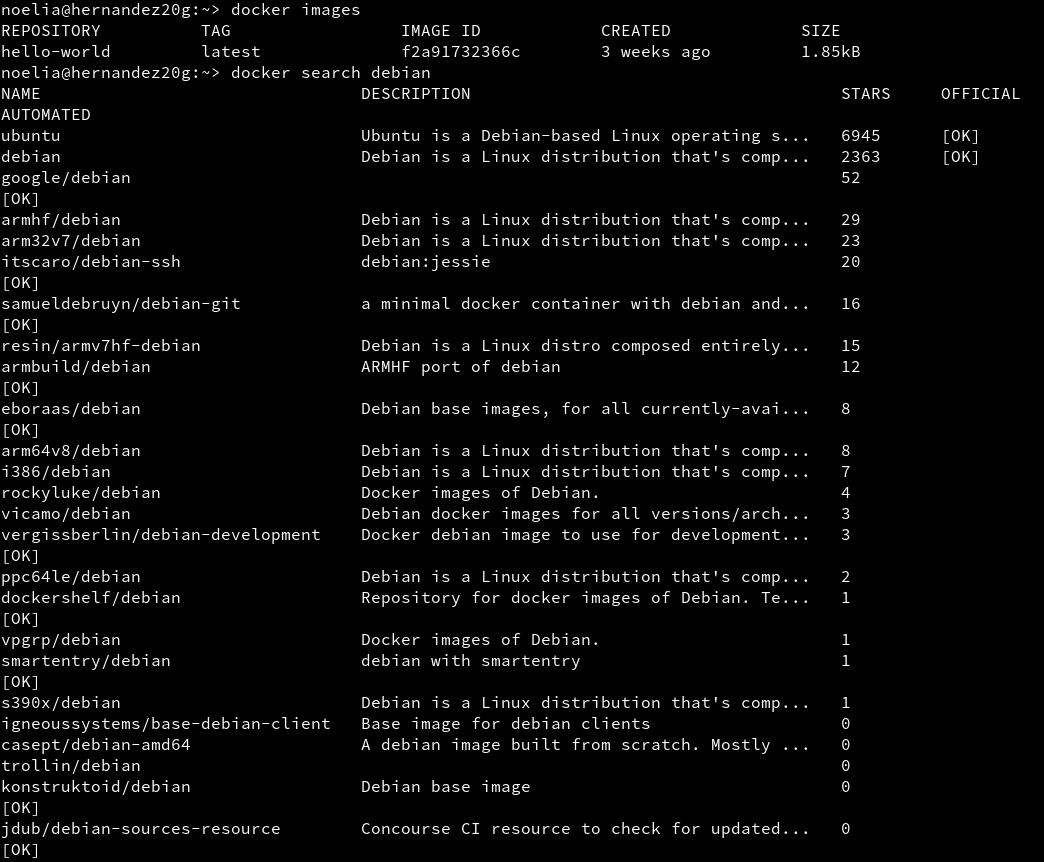 noelia@hernandez20g:~> docker images
REPOSITORY          TAG                 IMAGE ID            CREATED             SIZE
hello-world         latest              f2a91732366c        3 weeks ago         1.85kB
noelia@hernandez20g:~> docker search debian
NAME                                DESCRIPTION                                     STARS     OFFICIAL
AUTOMATED
ubuntu                              Ubuntu is a Debian-based Linux operating s...   6945      [OK]
debian                              Debian is a Linux distribution that's comp...   2363      [OK]
google/debian                                                                       52
[OK]
armhf/debian                        Debian is a Linux distribution that's comp...   29
arm32v7/debian                      Debian is a Linux distribution that's comp...   23
itscaro/debian-ssh                  debian:jessie                                   20
[OK]
samueldebruyn/debian-git            a minimal docker container with debian and...   16
[OK]
resin/armv7hf-debian                Debian is a Linux distro composed entirely...   15
armbuild/debian                     ARMHF port of debian                            12
[OK]
eboraas/debian                      Debian base images, for all currently-avai...   8
[OK]
arm64v8/debian                      Debian is a Linux distribution that's comp...   8
i386/debian                         Debian is a Linux distribution that's comp...   7
rockyluke/debian                    Docker images of Debian.                        4
vicamo/debian                       Debian docker images for all versions/arch...   3
vergissberlin/debian-development    Docker debian image to use for development...   3
[OK]
ppc64le/debian                      Debian is a Linux distribution that's comp...   2
dockershelf/debian                  Repository for docker images of Debian. Te...   1
[OK]
vpgrp/debian                        Docker images of Debian.                        1
smartentry/debian                   debian with smartentry                          1
[OK]
s390x/debian                        Debian is a Linux distribution that's comp...   1
igneoussystems/base-debian-client   Base image for debian clients                   0
casept/debian-amd64                 A debian image built from scratch. Mostly ...   0
trollin/debian                                                                      0
konstruktoid/debian                 Debian base image                               0
[OK]
jdub/debian-sources-resource        Concourse CI resource to check for updated...   0
[OK]